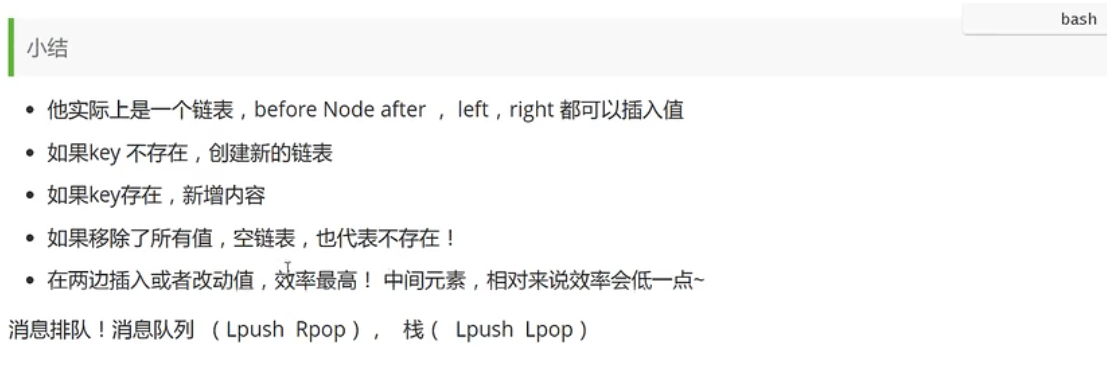 bash
小结
他实际上是一个链表，before Node after ， left，right 都可以插入值
如果key 不存在，创建新的链表
如果key存在，新增内容
如果移除了所有值，空链表，也代表不存在！
在两边插入或者改动值，效率最高！ 中间元素，相对来说效率会低一点~
消息排队！消息队列 （Lpush Rpop）， 栈（ Lpush Lpop）